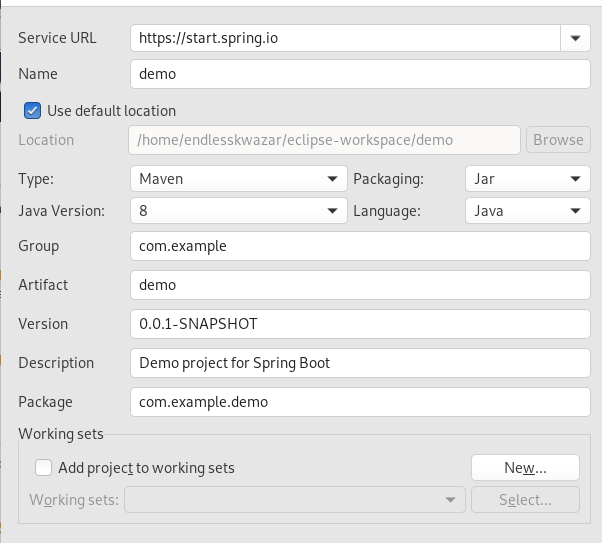 Service URL https://start.spring.io
Name demo
Use default location
Location /home/endlesskwazar/eclipse-workspace/demo Browse
Type: Maven Packaging: Jar
Java Version: 8 Language: Java
Group com.example
Artifact demo
Version 0.0.1-SNAPSHOT
Description Demo project for Spring Boot
Package com.example.demo
Working sets
Add project to working sets New...
Working sets: Select...